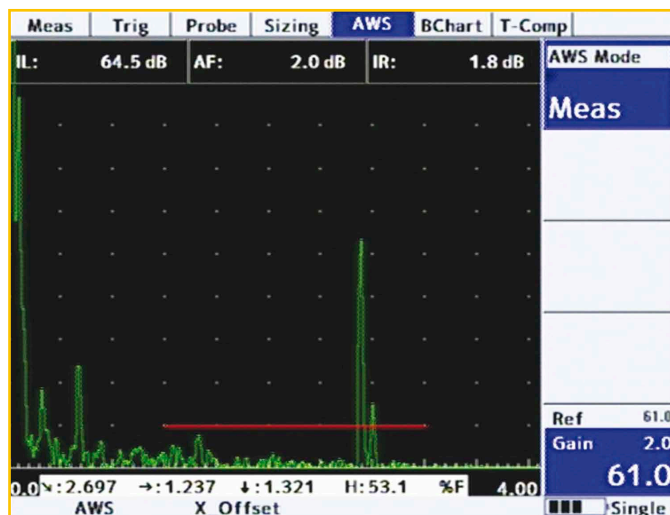 Meas Trig Probe Sizing AWS BChart T-Comp
IL: 64.5 dB AF: 2.0 dB IR: 1.8 dB
AWS Mode
Meas
Ref 61.0
Gain 2.0
61.0
0.0 ↘:2.697 →:1.237 ↓:1.321 H:53.1 %F 4.00
AWS X Offset
Single